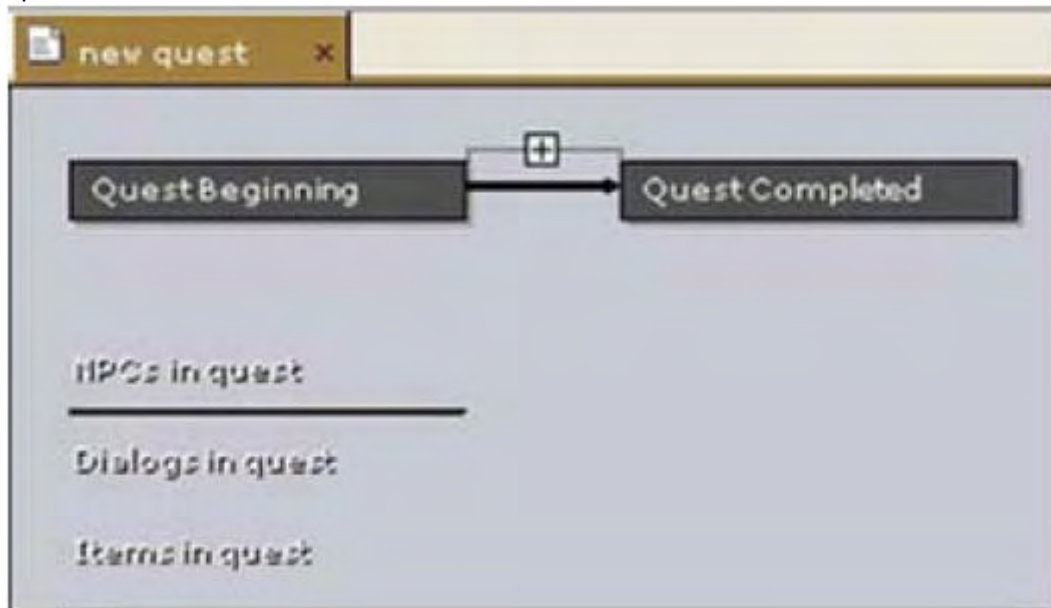 new quest
Quest Beginning
Quest Completed
NPCs in quest
Dialogs in quest
Items in quest